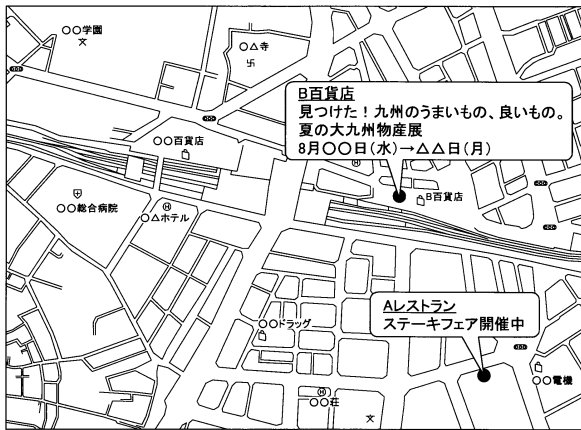 ○○学園
○△寺
B百貨店
見つけた！九州のうまいもの、良いもの。
夏の大九州物産展
8月○○日(水)→△△日(月)
○○百貨店
H
B百貨店
○○総合病院
H
○△ホテル
Aレストラン
ステーキフェア開催中
○○ドラッグ
○○電機
H
○○荘